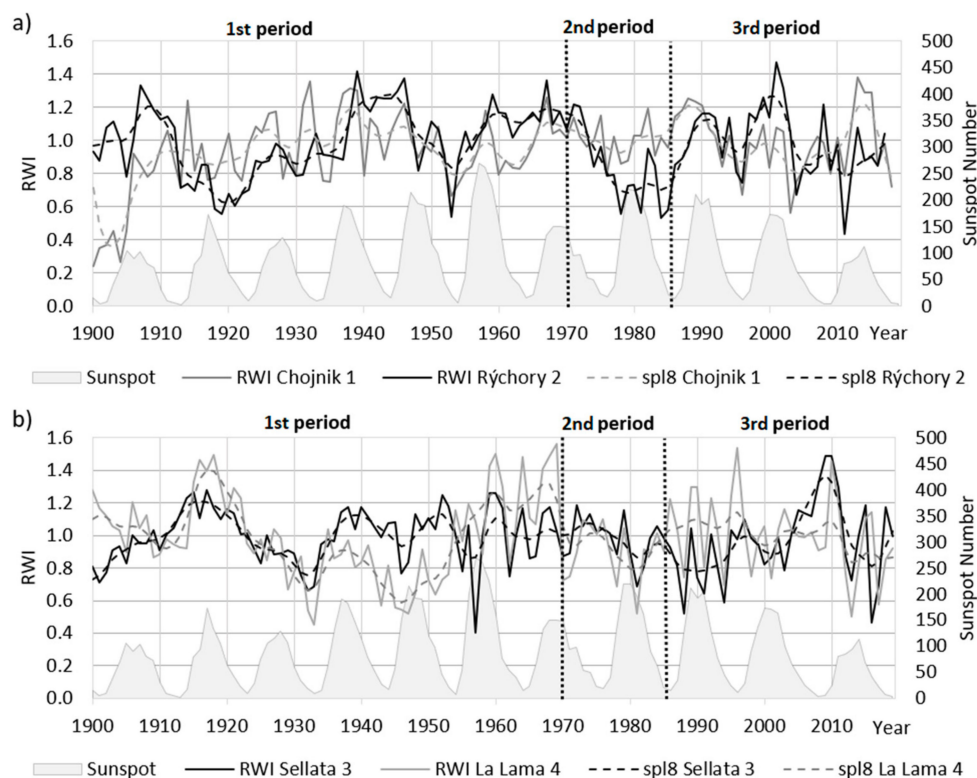 a)
1st period 2nd period 3rd period
1.6 500
1.4 450
400
1.2 350
1.0 300
0.8 250
0.6 200
0.4 150
100
0.2 50
0.0 0
RWI
Sunspot Number
1900 1910 1920 1930 1940 1950 1960 1970 1980 1990 2000 2010 Year
Sunspot RWI Chojnik 1 RWI Rýchory 2 spl8 Chojnik 1 spl8 Rýchory 2
b)
1st period 2nd period 3rd period
1.6 500
1.4 450
400
1.2 350
1.0 300
0.8 250
0.6 200
0.4 150
100
0.2 50
0.0 0
RWI
Sunspot Number
1900 1910 1920 1930 1940 1950 1960 1970 1980 1990 2000 2010 Year
Sunspot RWI Sellata 3 RWI La Lama 4 spl8 Sellata 3 spl8 La Lama 4